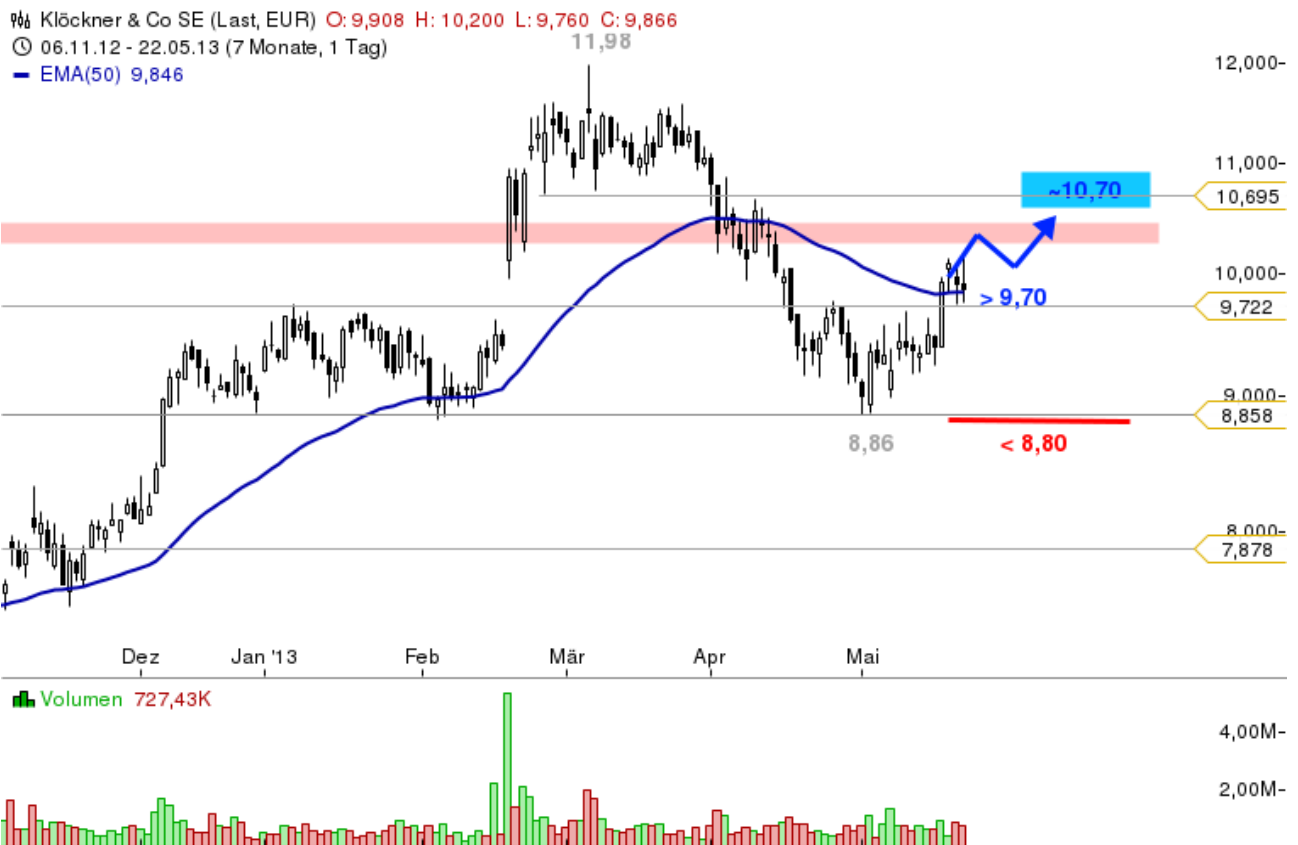 Klöckner & Co SE (Last, EUR) O: 9,908 H: 10,200 L: 9,760 C: 9,866
06.11.12 - 22.05.13 (7 Monate, 1 Tag)
EMA(50) 9,846
11,98
12,000
11,000
~10,70
10,695
10,000
> 9,70
9,722
9,000
8,858
8,86
< 8,80
8,000
7,878
Dez Jan '13 Feb Mär Apr Mai
Volumen 727,43K
4,00M
2,00M